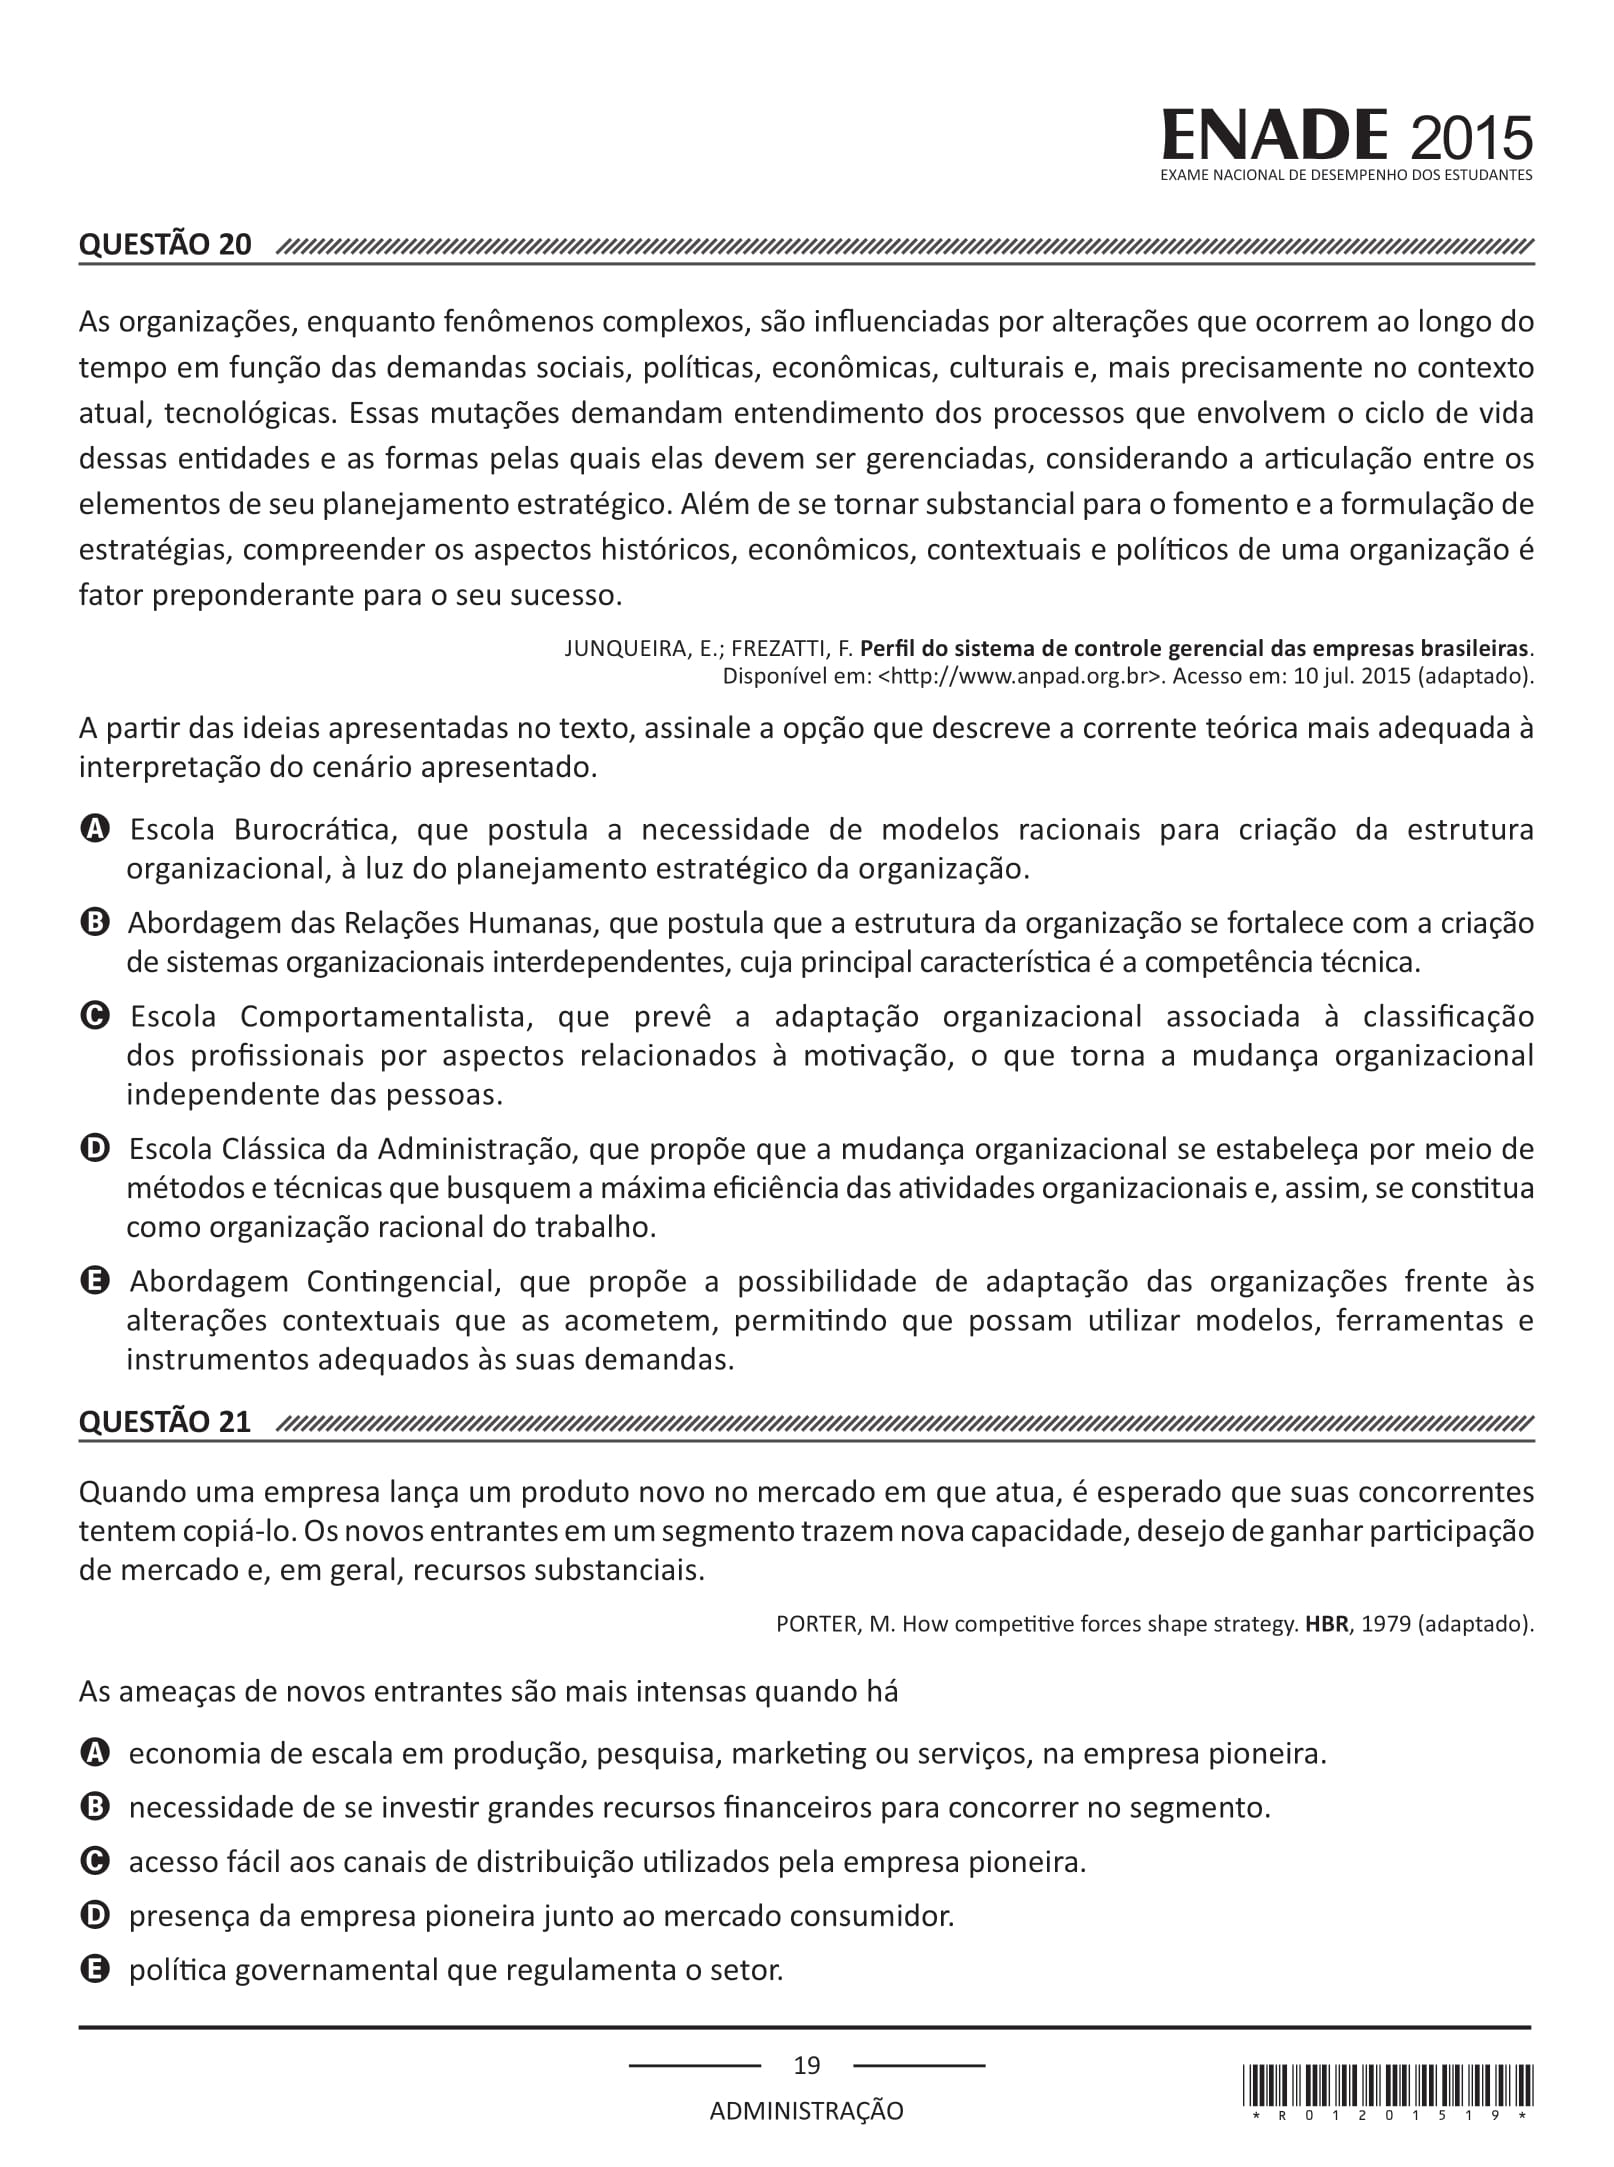 ENADE 2015
EXAME NACIONAL DE DESEMPENHO DOS ESTUDANTES
QUESTÃO 20
As organizações, enquanto fenômenos complexos, são influenciadas por alterações que ocorrem ao longo do
tempo em função das demandas sociais, políticas, econômicas, culturais e, mais precisamente no contexto
atual, tecnológicas. Essas mutações demandam entendimento dos processos que envolvem o ciclo de vida
dessas entidades e as formas pelas quais elas devem ser gerenciadas, considerando a articulação entre os
elementos de seu planejamento estratégico. Além de se tornar substancial para o fomento e a formulação de
estratégias, compreender os aspectos históricos, econômicos, contextuais e políticos de uma organização é
fator preponderante para o seu sucesso.
JUNQUEIRA, E.; FREZATTI, F. Perfil do sistema de controle gerencial das empresas brasileiras.
Disponível em: <http://www.anpad.org.br>. Acesso em: 10 jul. 2015 (adaptado).
A partir das ideias apresentadas no texto, assinale a opção que descreve a corrente teórica mais adequada à
interpretação do cenário apresentado.
A Escola Burocrática, que postula a necessidade de modelos racionais para criação da estrutura
organizacional, à luz do planejamento estratégico da organização.
B Abordagem das Relações Humanas, que postula que a estrutura da organização se fortalece com a criação
de sistemas organizacionais interdependentes, cuja principal característica é a competência técnica.
C Escola Comportamentalista, que prevê a adaptação organizacional associada à classificação
dos profissionais por aspectos relacionados à motivação, o que torna a mudança organizacional
independente das pessoas.
D Escola Clássica da Administração, que propõe que a mudança organizacional se estabeleça por meio de
métodos e técnicas que busquem a máxima eficiência das atividades organizacionais e, assim, se constitua
como organização racional do trabalho.
E Abordagem Contingencial, que propõe a possibilidade de adaptação das organizações frente às
alterações contextuais que as acometem, permitindo que possam utilizar modelos, ferramentas e
instrumentos adequados às suas demandas.
QUESTÃO 21
Quando uma empresa lança um produto novo no mercado em que atua, é esperado que suas concorrentes
tentem copiá-lo. Os novos entrantes em um segmento trazem nova capacidade, desejo de ganhar participação
de mercado e, em geral, recursos substanciais.
PORTER, M. How competitive forces shape strategy. HBR, 1979 (adaptado).
As ameaças de novos entrantes são mais intensas quando há
A economia de escala em produção, pesquisa, marketing ou serviços, na empresa pioneira.
B necessidade de se investir grandes recursos financeiros para concorrer no segmento.
C acesso fácil aos canais de distribuição utilizados pela empresa pioneira.
D presença da empresa pioneira junto ao mercado consumidor.
E política governamental que regulamenta o setor.
19
ADMINISTRAÇÃO
*R01201519*